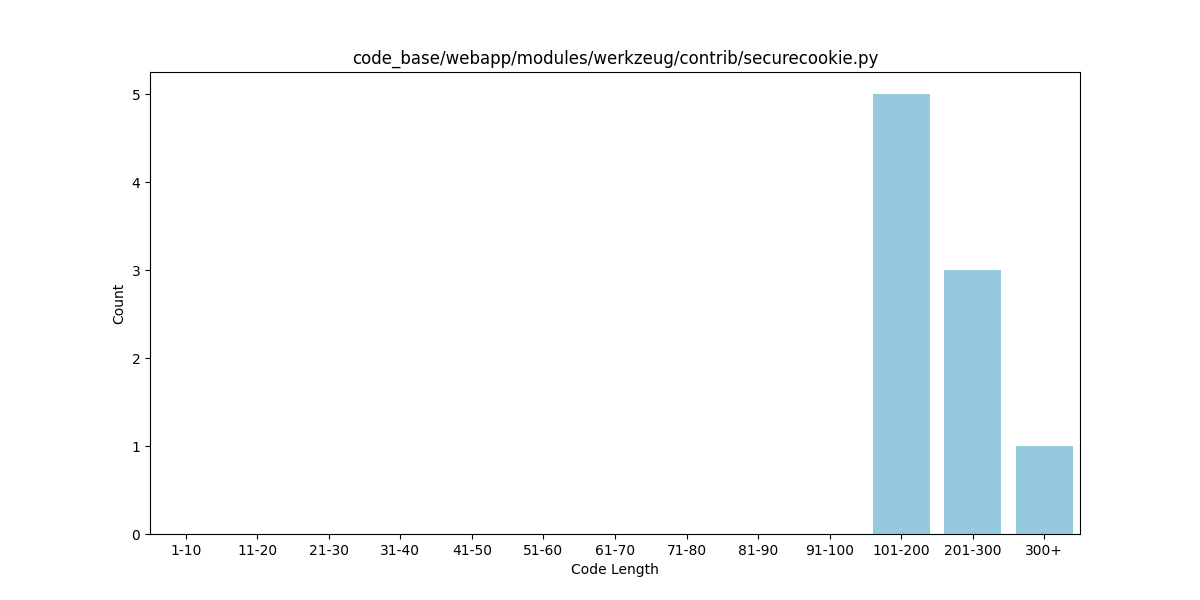 code_base/webapp/modules/werkzeug/contrib/securecookie.py
5
4
3
2
1
0
Count
1-10 11-20 21-30 31-40 41-50 51-60 61-70 71-80 81-90 91-100 101-200 201-300 300+
Code Length